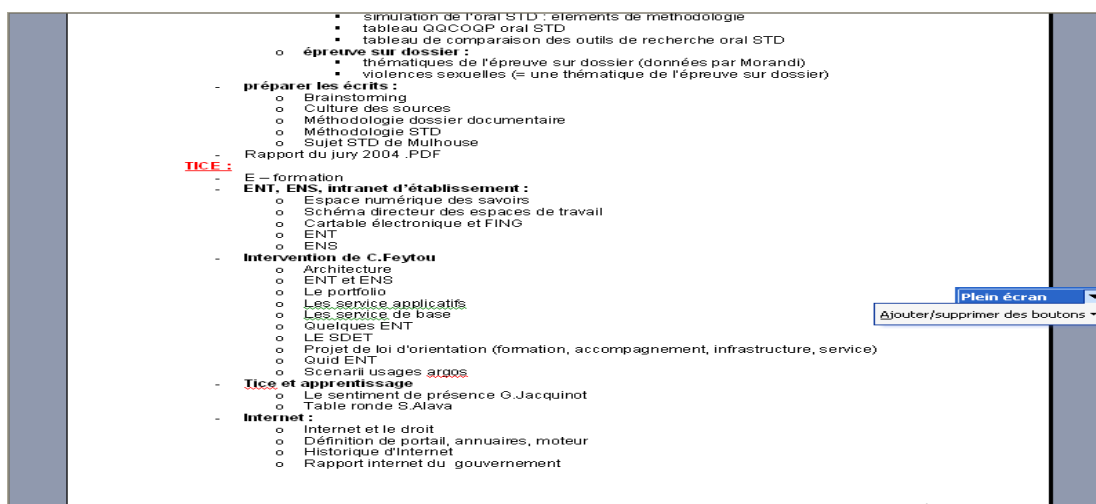 ▪ simulation de l'oral STD : éléments de méthodologie
▪ tableau QQCOQP oral STD
▪ tableau de comparaison des outils de recherche oral STD
o épreuve sur dossier :
▪ thématiques de l'épreuve sur dossier (données par Morandi)
▪ violences sexuelles (= une thématique de l'épreuve sur dossier)
- préparer les écrits :
o Brainstorming
o Culture des sources
o Méthodologie dossier documentaire
o Méthodologie STD
o Sujet STD de Mulhouse
- Rapport du jury 2004 .PDF
TICE :
- E – formation
- ENT, ENS, intranet d'établissement :
o Espace numérique des savoirs
o Schéma directeur des espaces de travail
o Cartable électronique et FING
o ENT
o ENS
- Intervention de C.Feytou
o Architecture
o ENT et ENS
o Le portfolio
o Les service applicatifs
o Les service de base
o Quelques ENT
o LE SDET
o Projet de loi d'orientation (formation, accompagnement, infrastructure, service)
o Quid ENT
o Scenarii usages argos
- Tice et apprentissage
o Le sentiment de présence G.Jacquinot
o Table ronde S.Alava
- Internet :
o Internet et le droit
o Définition de portail, annuaires, moteur
o Historique d'Internet
o Rapport internet du gouvernement
Plein écran
Ajouter/supprimer des boutons